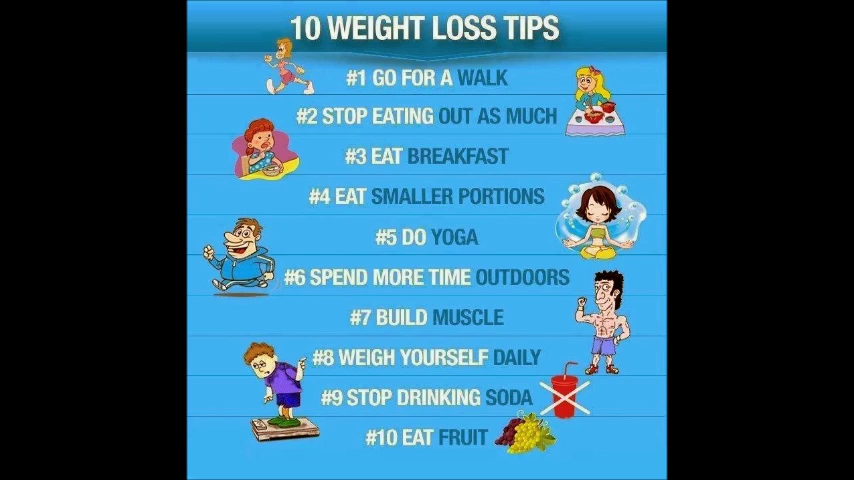 10 WEIGHT LOSS TIPS
#1 GO FOR A WALK
#2 STOP EATING OUT AS MUCH
#3 EAT BREAKFAST
#4 EAT SMALLER PORTIONS
#5 DO YOGA
#6 SPEND MORE TIME OUTDOORS
#7 BUILD MUSCLE
#8 WEIGH YOURSELF DAILY
#9 STOP DRINKING SODA
#10 EAT FRUIT